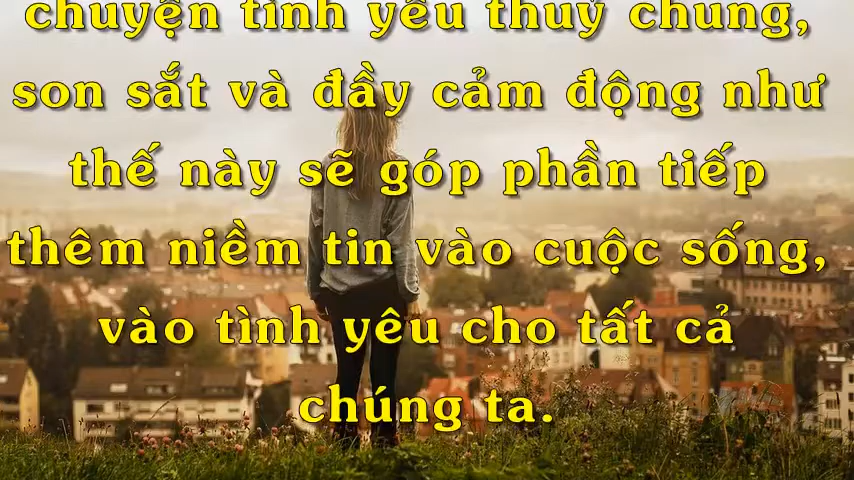 chuyện tình yêu thuỷ chung,
son sắt và đầy cảm động như
thế này sẽ góp phần tiếp
thêm niềm tin vào cuộc sống,
vào tình yêu cho tất cả
chúng ta.